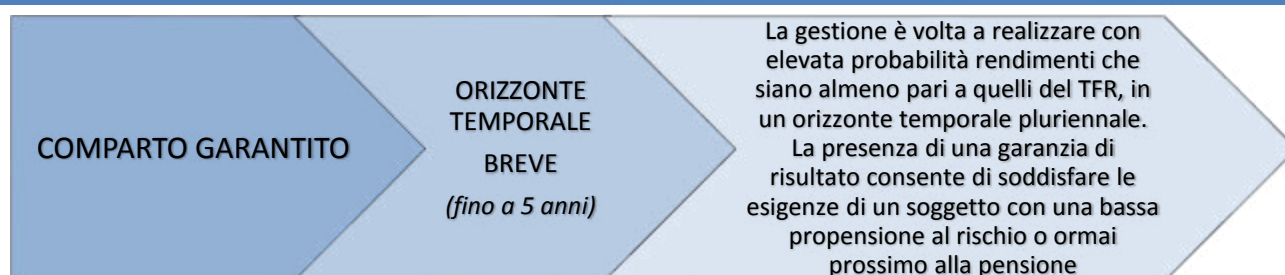 COMPARTO GARANTITO
ORIZZONTE
TEMPORALE
BREVE
(fino a 5 anni)
La gestione è volta a realizzare con
elevata probabilità rendimenti che
siano almeno pari a quelli del TFR, in
un orizzonte temporale pluriennale.
La presenza di una garanzia di
risultato consente di soddisfare le
esigenze di un soggetto con una bassa
propensione al rischio o ormai
prossimo alla pensione